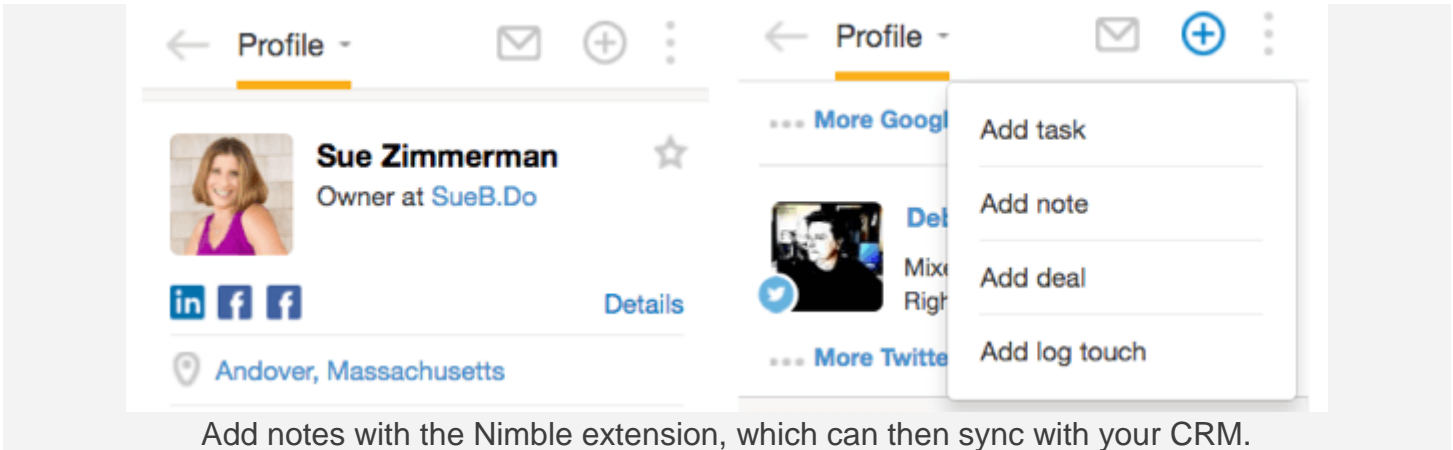 Profile
Sue Zimmerman
Owner at SueB.Do
in f f
Details
Andover, Massachusetts
Profile
More Googl
Deb
Mixe
Righ
More Twitte
Add task
Add note
Add deal
Add log touch
Add notes with the Nimble extension, which can then sync with your CRM.